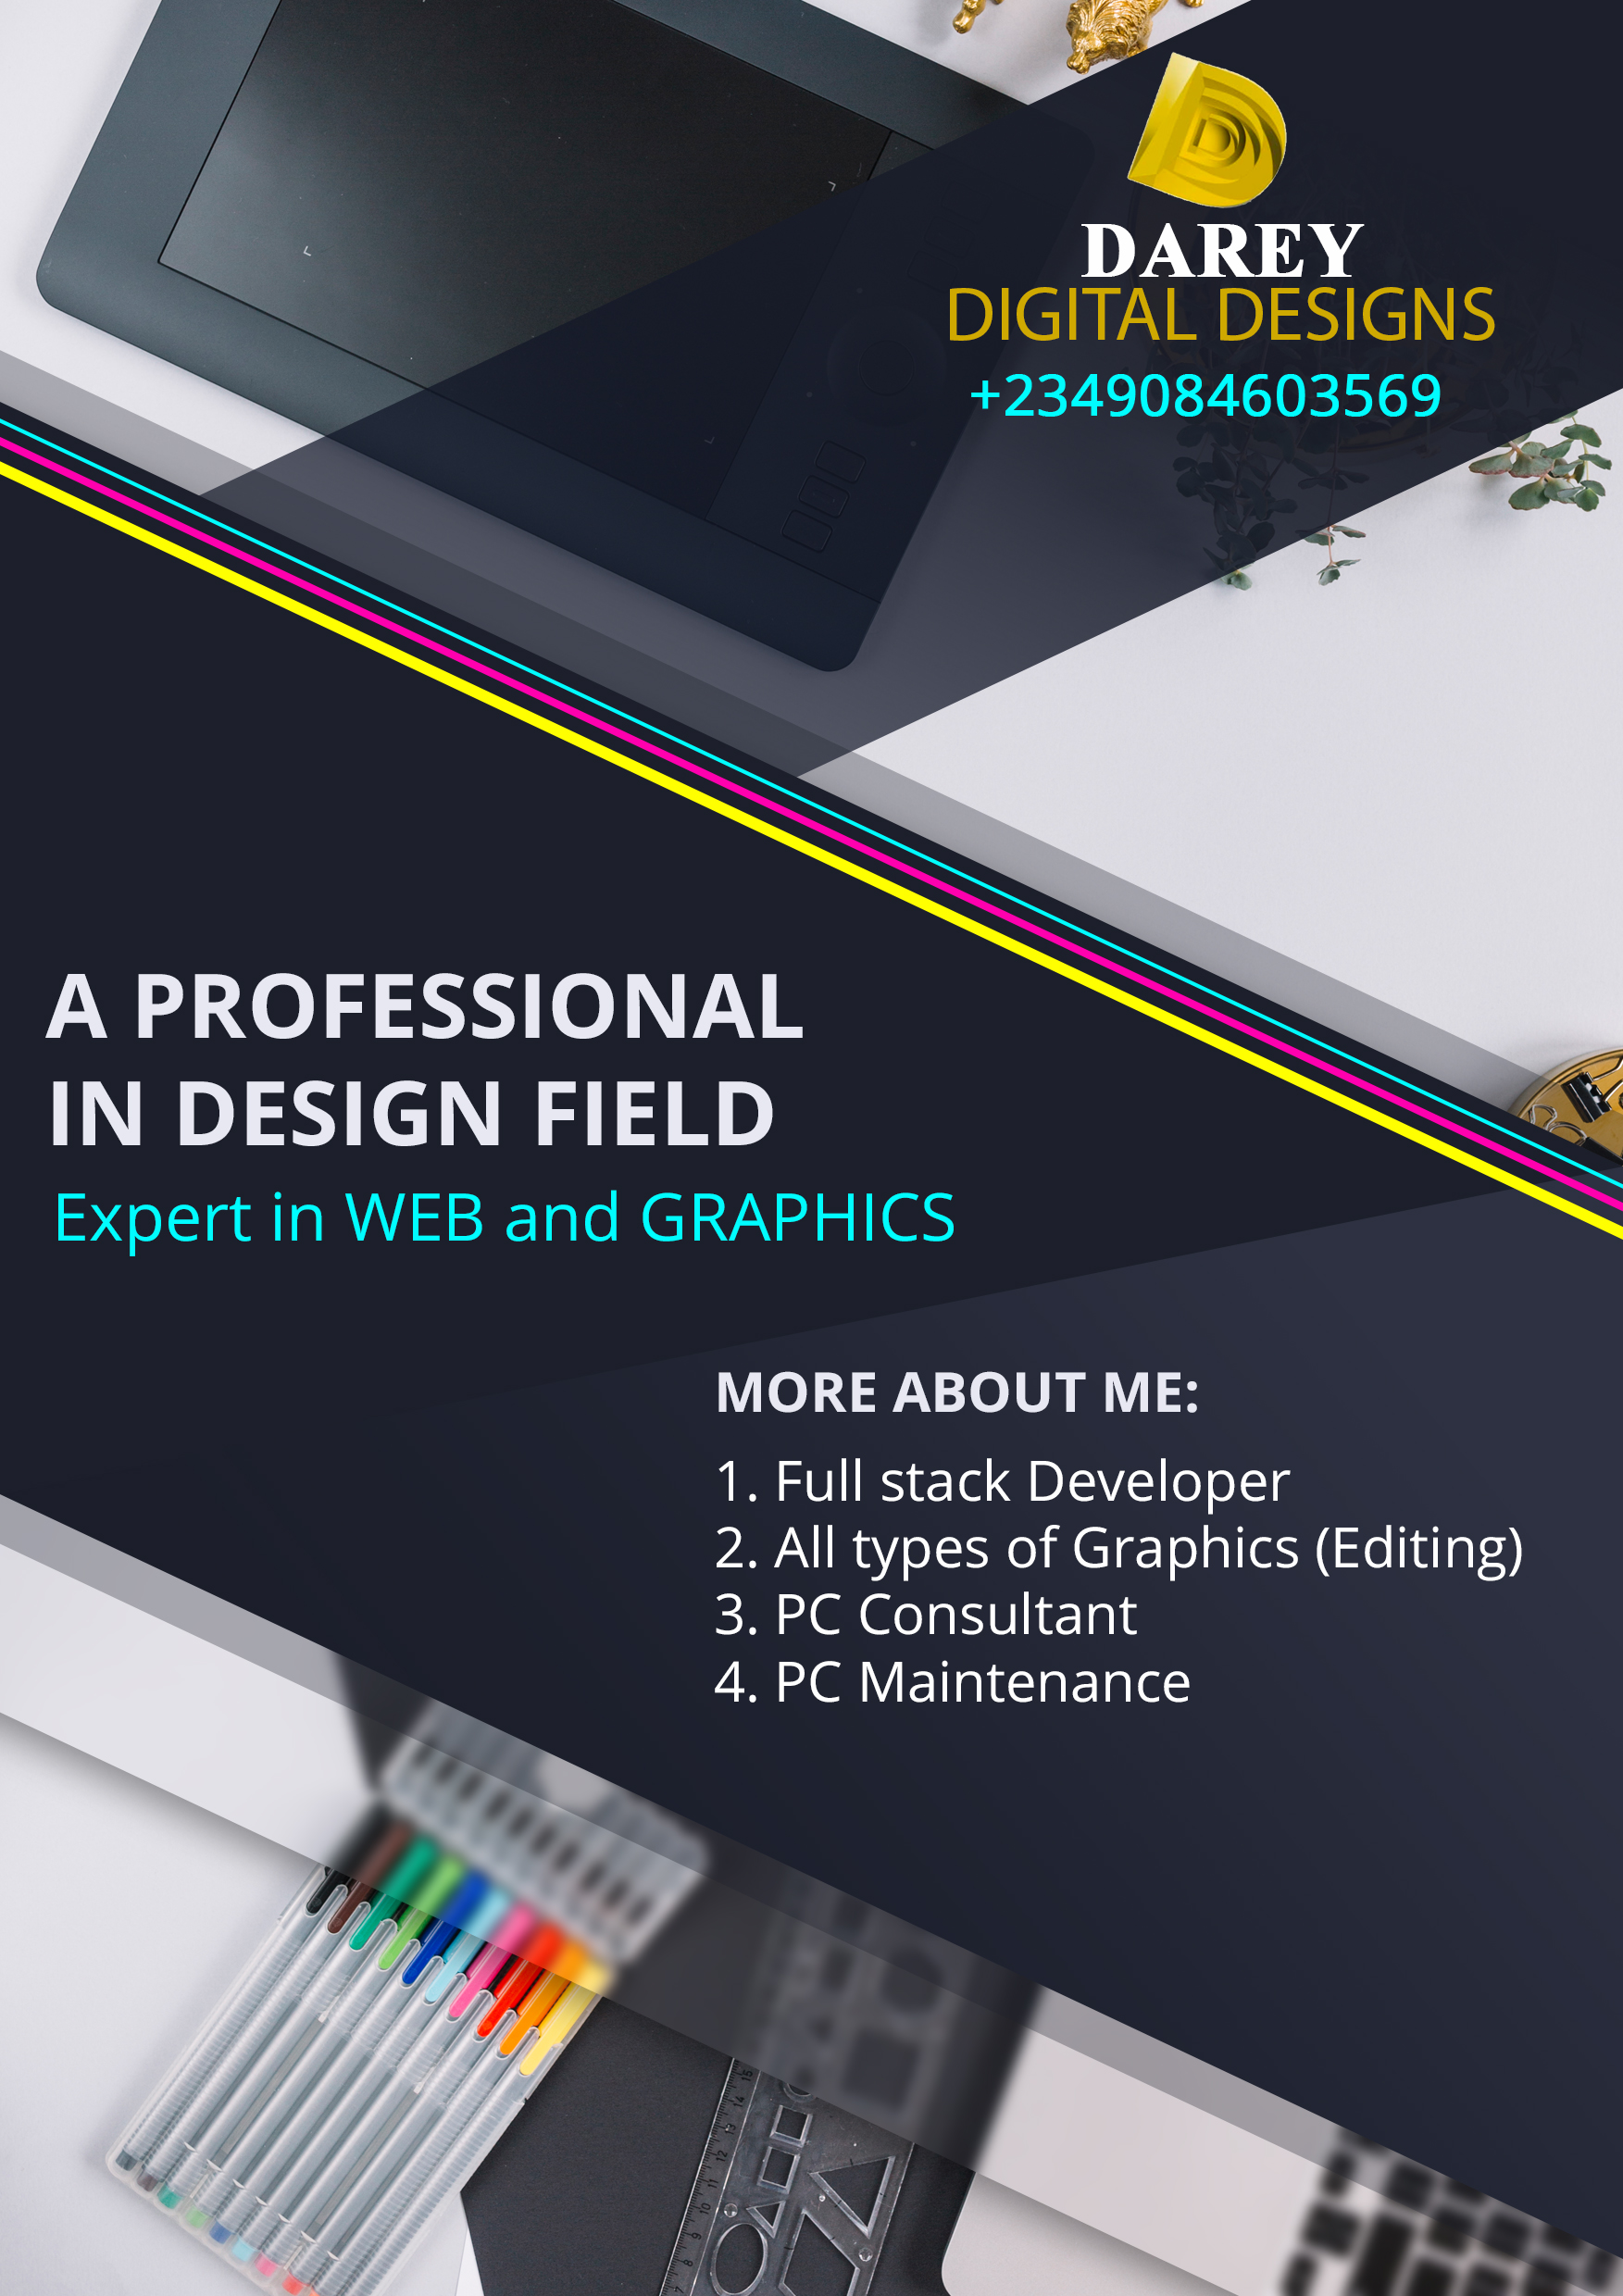 DAREY
DIGITAL DESIGNS
+2349084603569
A PROFESSIONAL
IN DESIGN FIELD
Expert in WEB and GRAPHICS
MORE ABOUT ME:
1. Full stack Developer
2. All types of Graphics (Editing)
3. PC Consultant
4. PC Maintenance